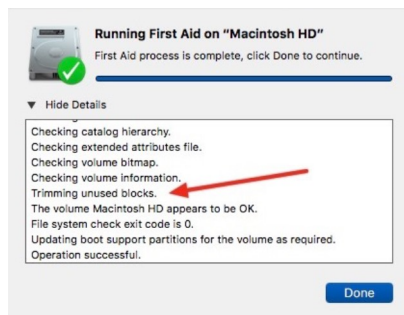 Running First Aid on “Macintosh HD”
First Aid process is complete, click Done to continue.
Hide Details
Checking catalog hierarchy.
Checking extended attributes file.
Checking volume bitmap.
Checking volume information.
Trimming unused blocks.
The volume Macintosh HD appears to be OK.
File system check exit code is 0.
Updating boot support partitions for the volume as required.
Operation successful.
Done